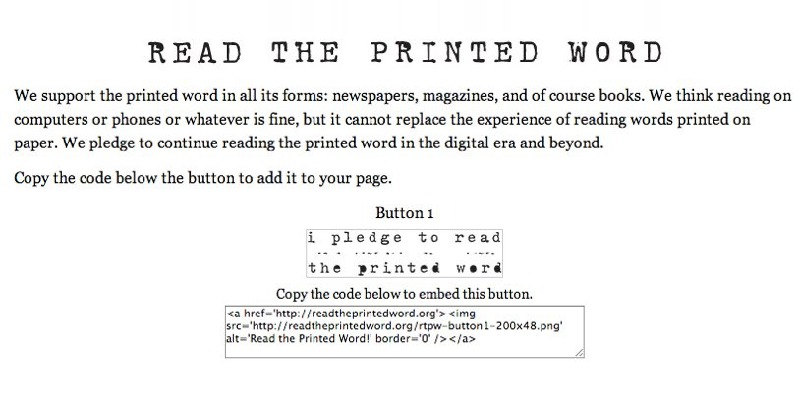 READ THE PRINTED WORD
We support the printed word in all its forms: newspapers, magazines, and of course books. We think reading on
computers or phones or whatever is fine, but it cannot replace the experience of reading words printed on
paper. We pledge to continue reading the printed word in the digital era and beyond.
Copy the code below the button to add it to your page.
Button 1
i pledge to read
the printed word
Copy the code below to embed this button.
<a href='http://readtheprintedword.org'> <img
src='http://readtheprintedword.org/rtpw-button1-200x48.png'
alt='Read the Printed Word!' border='0' /></a>